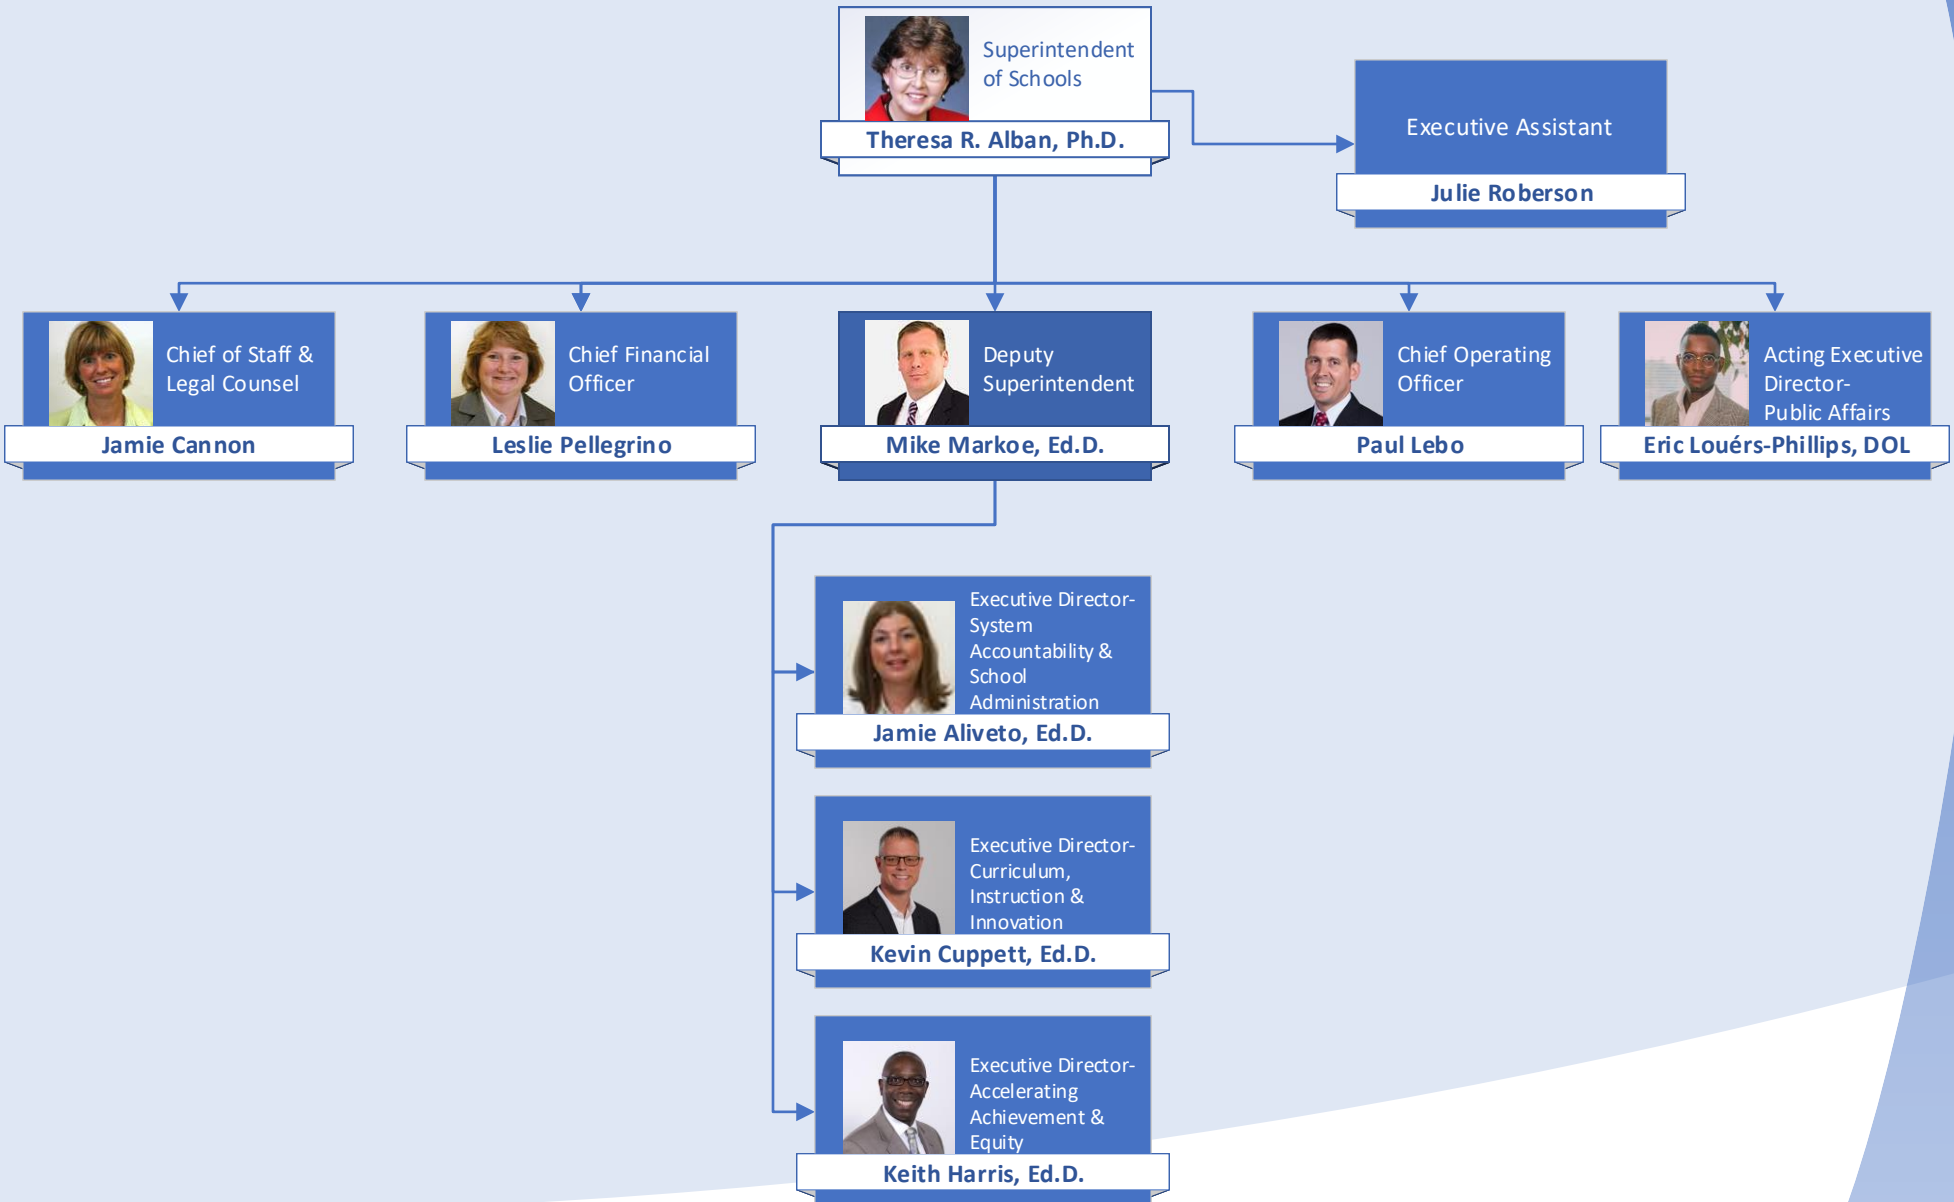 Superintendent
of Schools
Theresa R. Alban, Ph.D.
Executive Assistant
Julie Roberson
Chief of Staff &
Legal Counsel
Jamie Cannon
Chief Financial
Officer
Leslie Pellegrino
Deputy
Superintendent
Mike Markoe, Ed.D.
Chief Operating
Officer
Paul Lebo
Acting Executive
Director-
Public Affairs
Eric Louérs-Phillips, DOL
Executive Director-
System
Accountability &
School
Administration
Jamie Aliveto, Ed.D.
Executive Director-
Curriculum,
Instruction &
Innovation
Kevin Cuppett, Ed.D.
Executive Director-
Accelerating
Achievement &
Equity
Keith Harris, Ed.D.